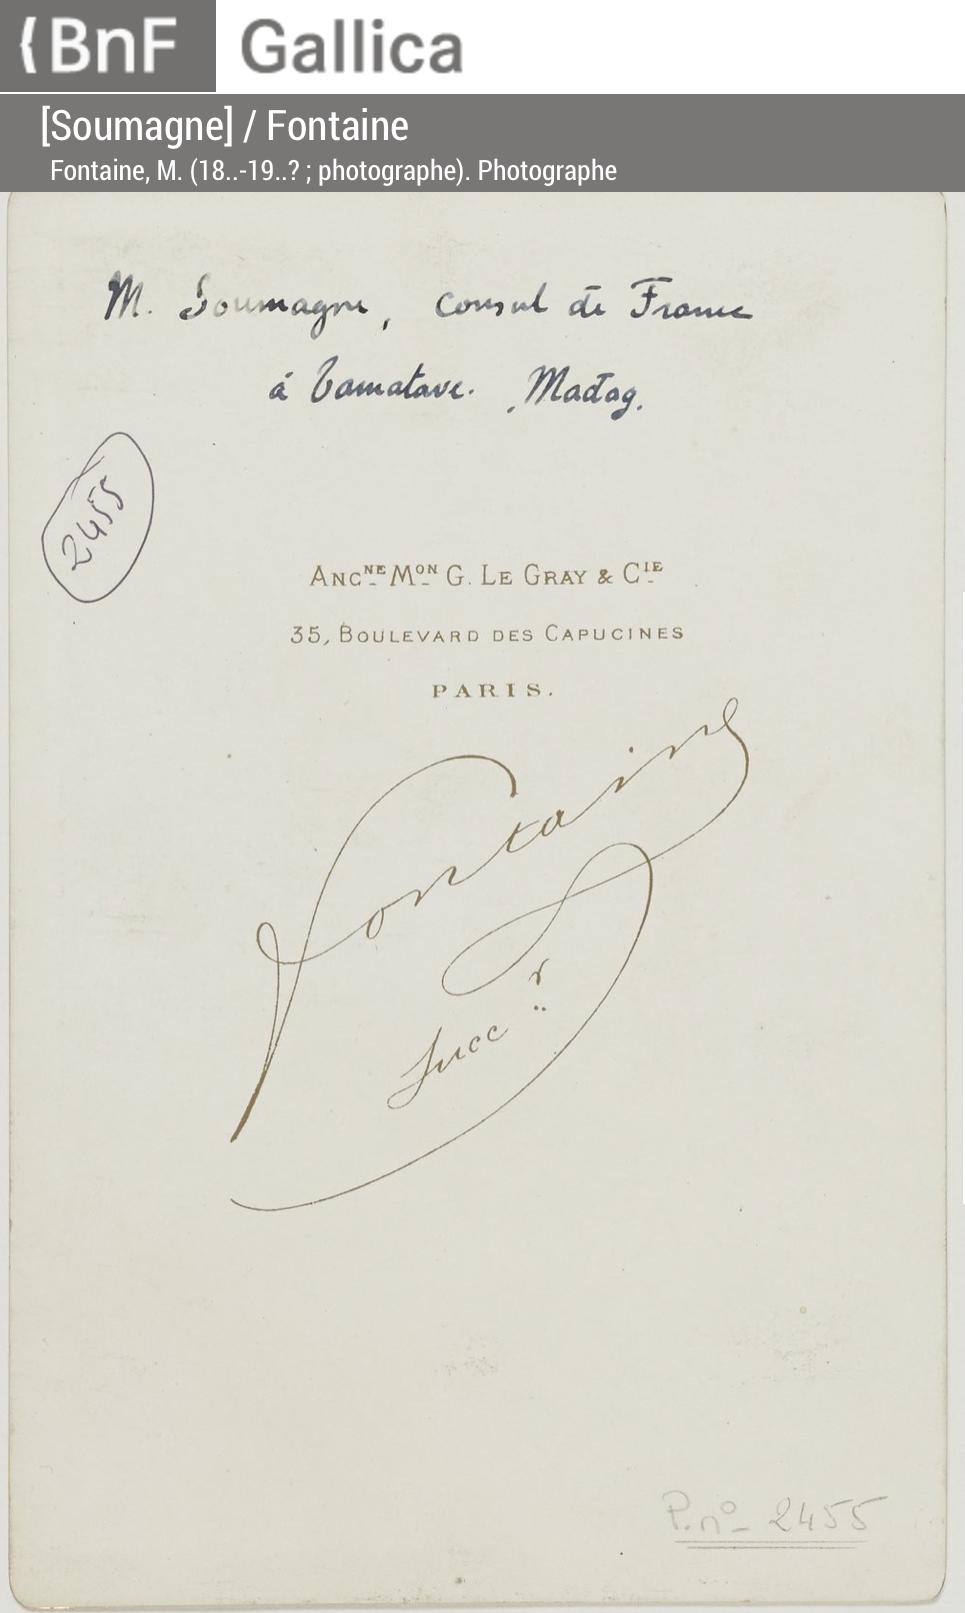 BnF Gallica
[Soumagne] / Fontaine
Fontaine, M. (18..-19..? ; photographe). Photographe
M. Soumagne, Consul de France
à Tamatave. Madag.
2455
ANCNE MON G. LE GRAY & CIE
35, BOULEVARD DES CAPUCINES
PARIS.
Fontaine
Succr
P. no 2455